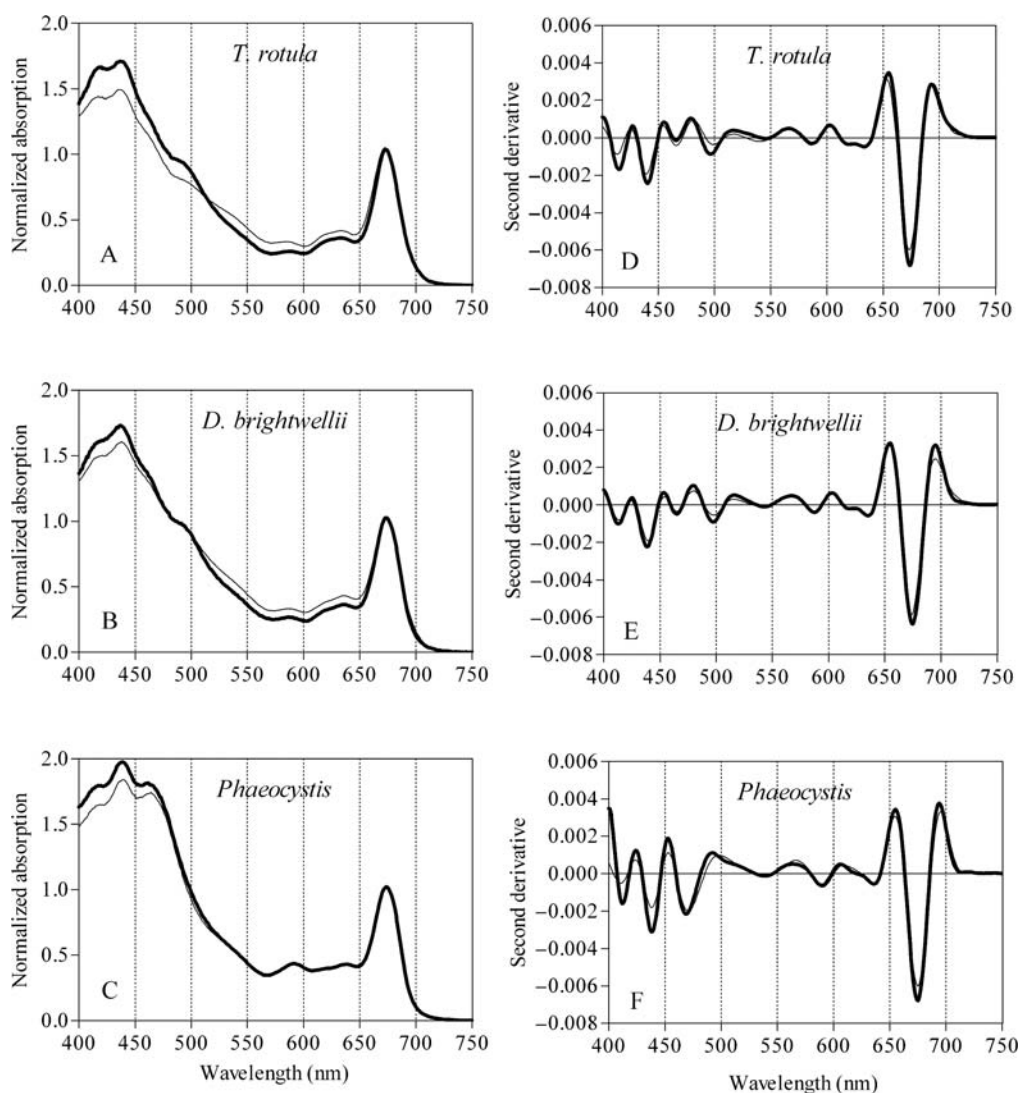 T. rotula
Normalized absorption
2.0
1.5
1.0
0.5
0.0
A
400 450 500 550 600 650 700 750
T. rotula
Second derivative
0.006
0.004
0.002
0.000
−0.002
−0.004
−0.006
−0.008
D
400 450 500 550 600 650 700 750
D. brightwellii
Normalized absorption
2.0
1.5
1.0
0.5
0.0
B
400 450 500 550 600 650 700 750
D. brightwellii
Second derivative
0.006
0.004
0.002
0.000
−0.002
−0.004
−0.006
−0.008
E
400 450 500 550 600 650 700 750
Phaeocystis
Normalized absorption
2.0
1.5
1.0
0.5
0.0
C
400 450 500 550 600 650 700 750
Wavelength (nm)
Phaeocystis
Second derivative
0.006
0.004
0.002
0.000
−0.002
−0.004
−0.006
−0.008
F
400 450 500 550 600 650 700 750
Wavelength (nm)